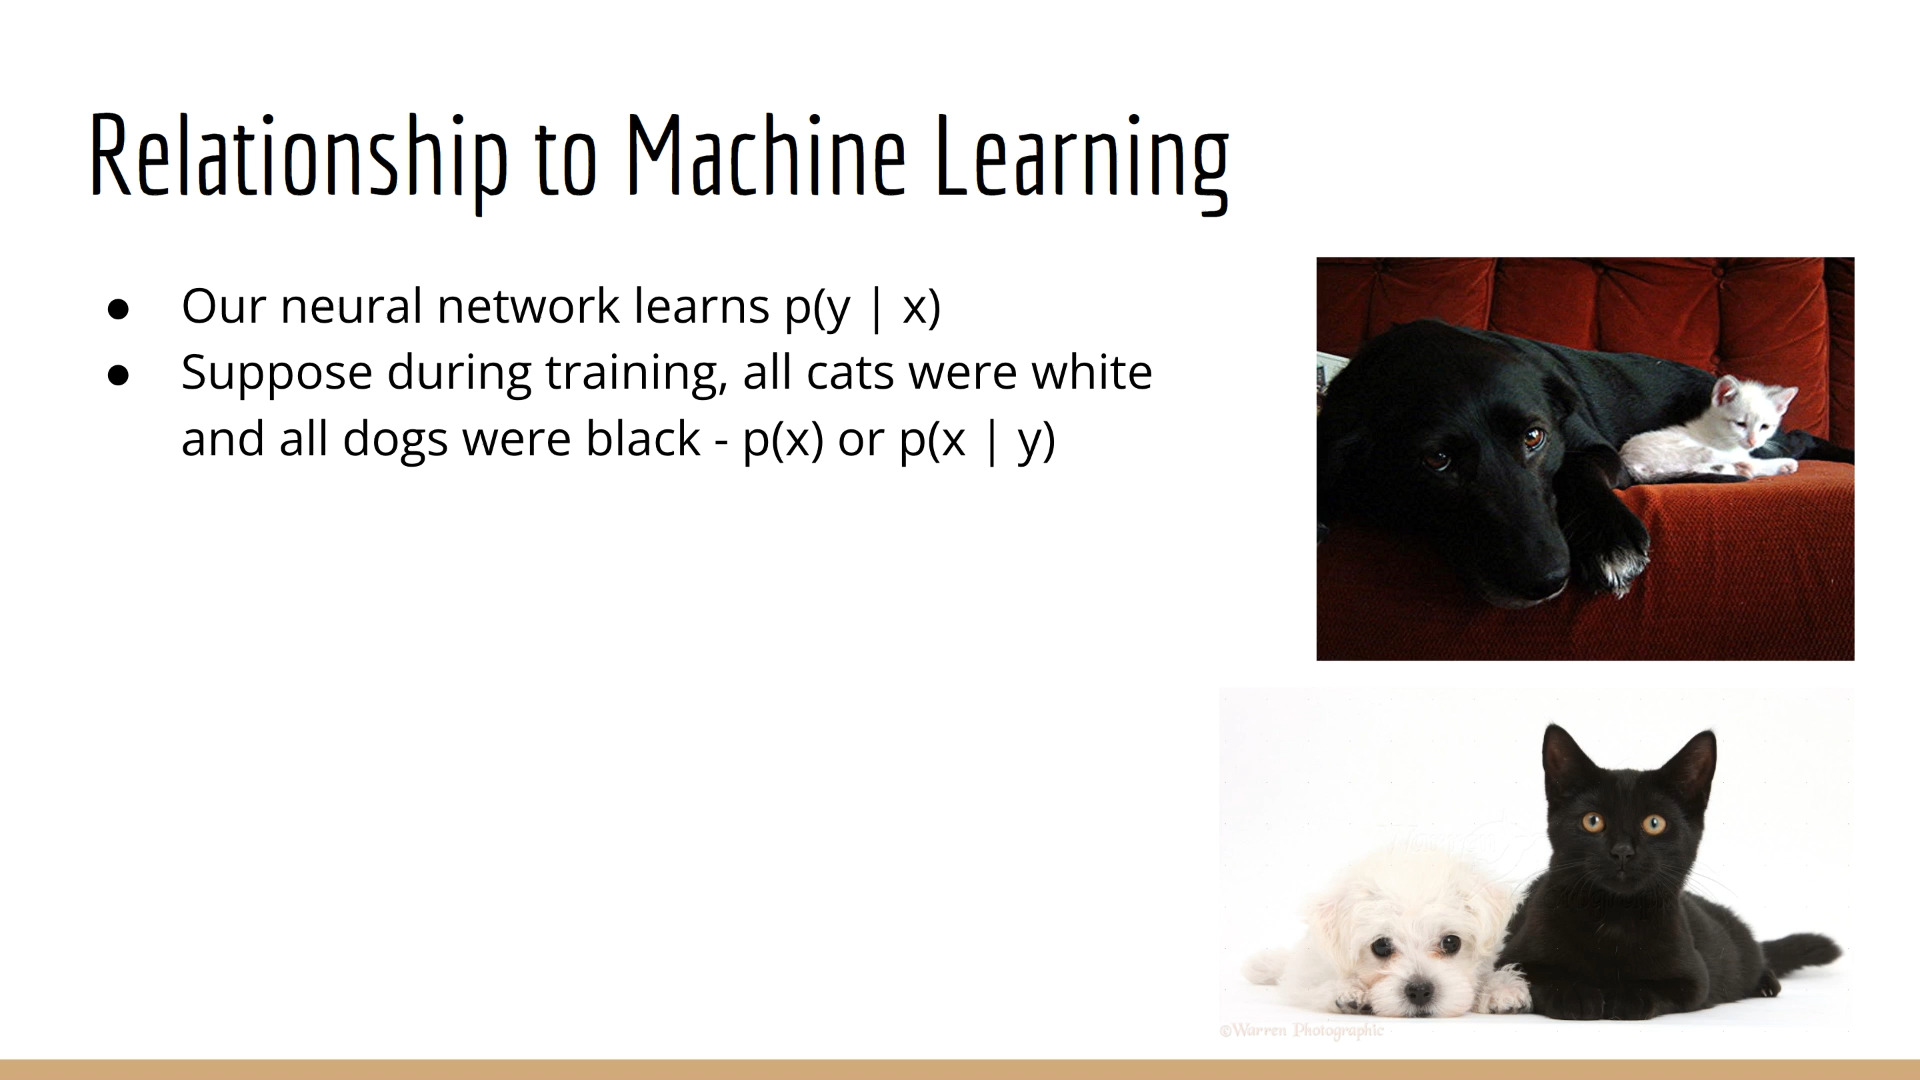 Relationship to Machine Learning
● Our neural network learns p(y | x)
● Suppose during training, all cats were white
and all dogs were black - p(x) or p(x | y)
©Warren Photographic